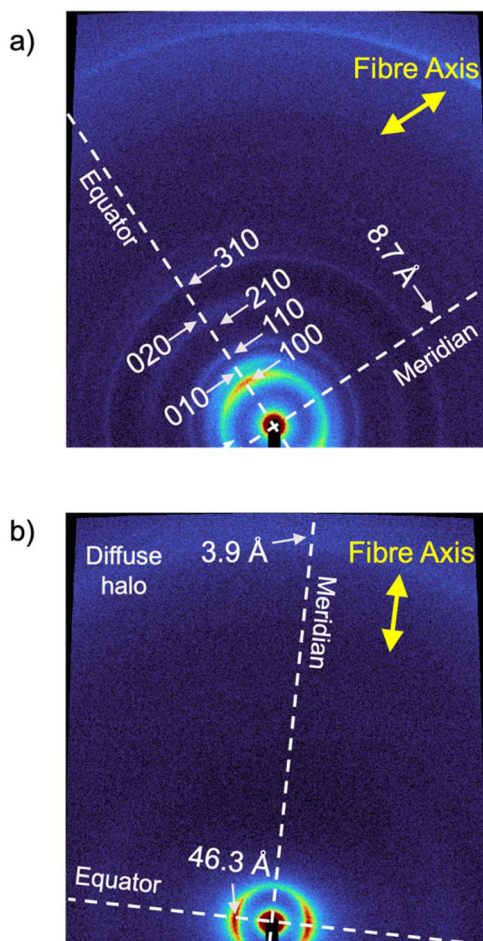 a)
Fibre Axis
Equator
310
8.7 Å
210
110
020
100
Meridian
010
b)
Diffuse
halo
3.9 Å
Fibre Axis
Meridian
46.3 Å
Equator